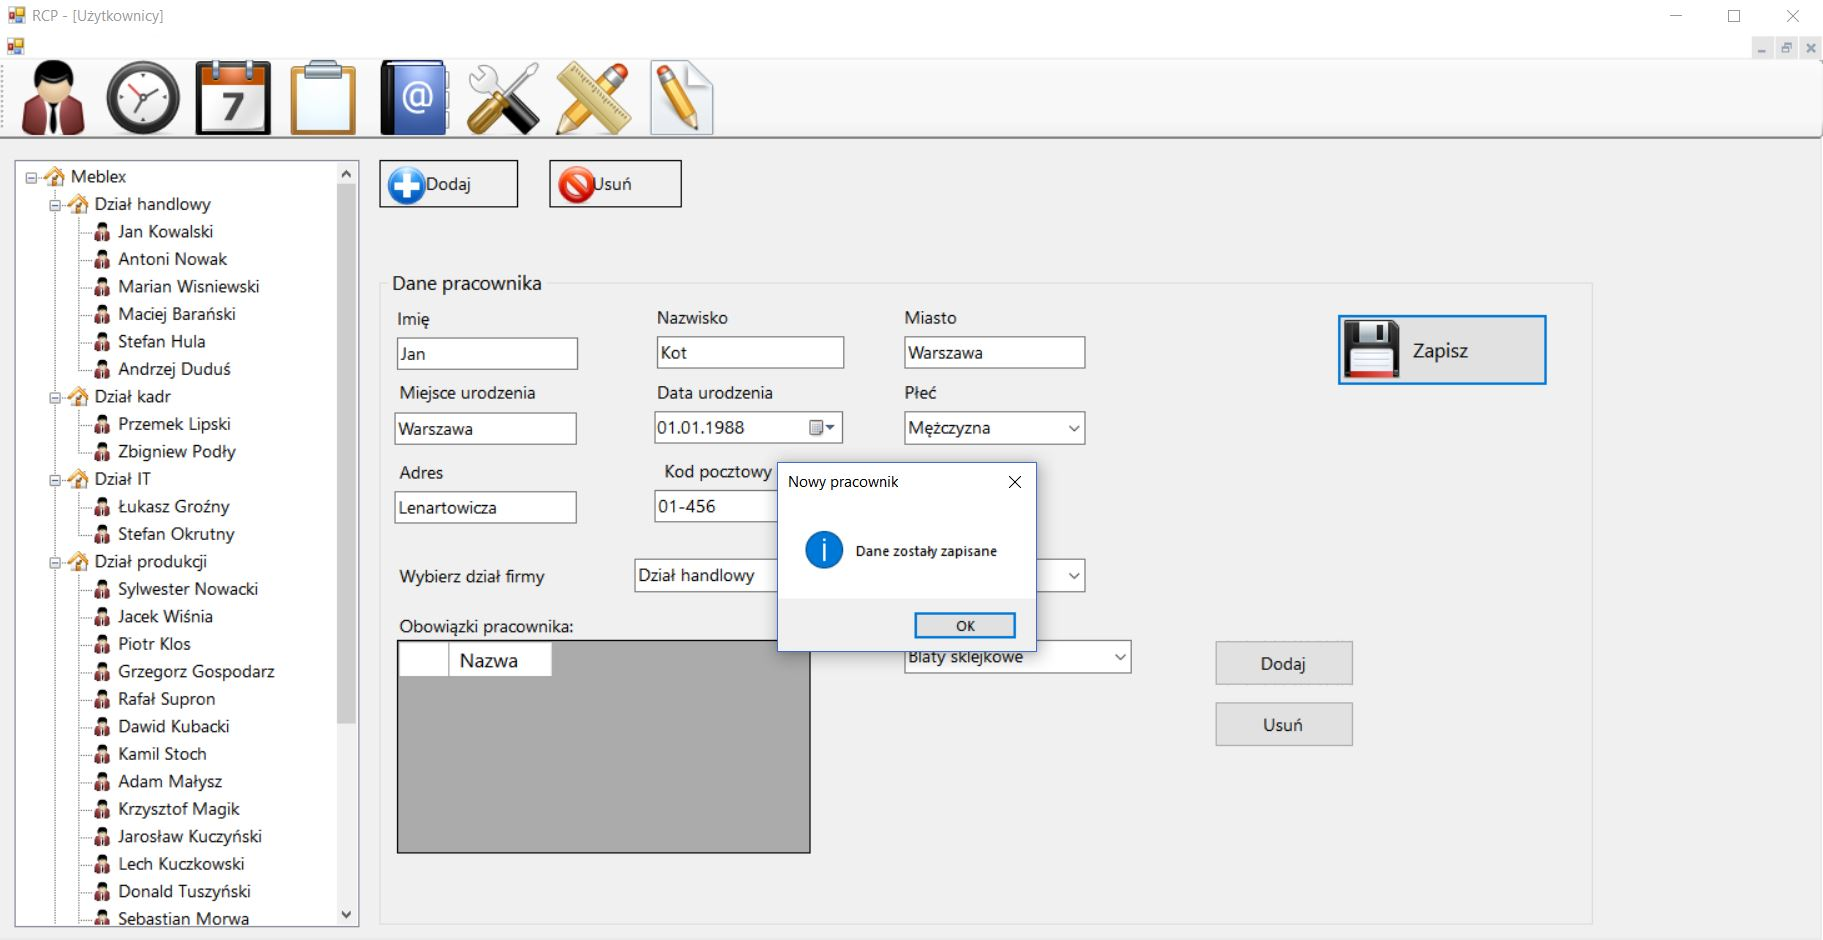 RCP - [Użytkownicy]
7
@
Meblex
Dział handlowy
Jan Kowalski
Antoni Nowak
Marian Wisniewski
Maciej Barański
Stefan Hula
Andrzej Duduś
Dział kadr
Przemek Lipski
Zbigniew Podły
Dział IT
Łukasz Groźny
Stefan Okrutny
Dział produkcji
Sylwester Nowacki
Jacek Wiśnia
Piotr Klos
Grzegorz Gospodarz
Rafał Supron
Dawid Kubacki
Kamil Stoch
Adam Małysz
Krzysztof Magik
Jarosław Kuczyński
Lech Kuczkowski
Donald Tuszyński
Sebastian Morwa
Dodaj
Usuń
Dane pracownika
Imię
Nazwisko
Miasto
Jan
Kot
Warszawa
Zapisz
Miejsce urodzenia
Data urodzenia
Płeć
Warszawa
01.01.1988
Mężczyzna
Adres
Kod pocztowy
Lenartowicza
01-456
Wybierz dział firmy
Dział handlowy
Nowy pracownik
Dane zostały zapisane
OK
Obowiązki pracownika:
Nazwa
Blaty sklejkowe
Dodaj
Usuń